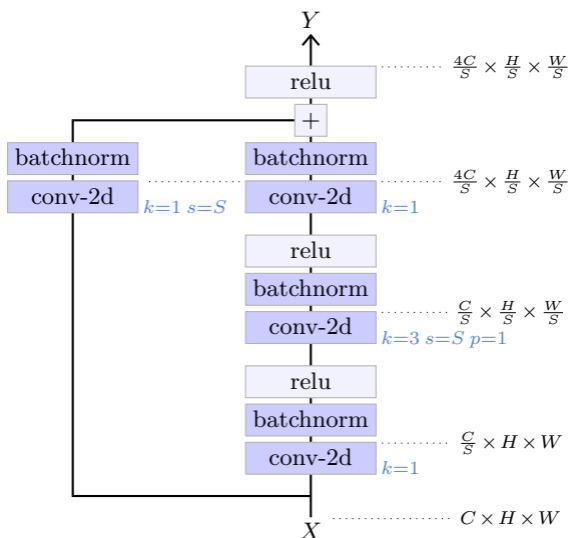 Y
relu
4C/S × H/S × W/S
+
batchnorm batchnorm
conv-2d k=1 s=S conv-2d k=1 4C/S × H/S × W/S
relu
batchnorm
conv-2d k=3 s=S p=1 C/S × H/S × W/S
relu
batchnorm
conv-2d k=1 C/S × H × W
X C × H × W